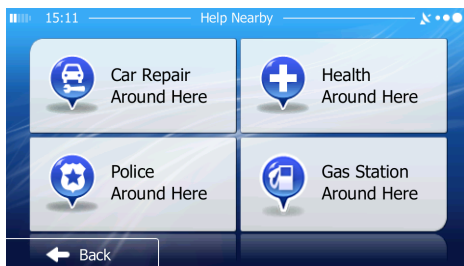 15:11 Help Nearby
Car Repair
Around Here
Health
Around Here
Police
Around Here
Gas Station
Around Here
Back